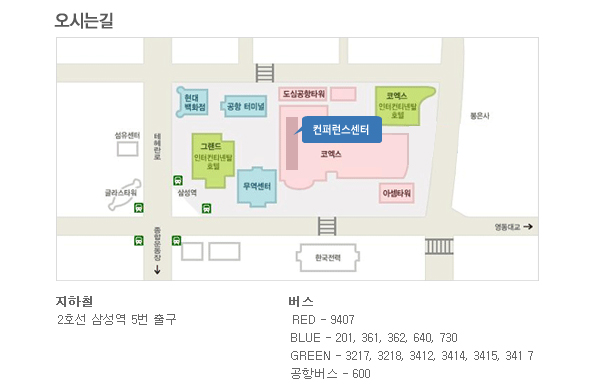 오시는길
현대
백화점
공항 터미널
도심공항타워
코엑스
인터컨티넨탈
호텔
봉은사
컨퍼런스센터
섬유센터
테헤란로
그랜드
인터컨티넨탈
호텔
코엑스
글라스타워
삼성역
무역센터
아셈타워
종합운동장
한국전력
영동대교
지하철
2호선 삼성역 5번 출구
버스
RED - 9407
BLUE - 201, 361, 362, 640, 730
GREEN - 3217, 3218, 3412, 3414, 3415, 341 7
공항버스 - 600